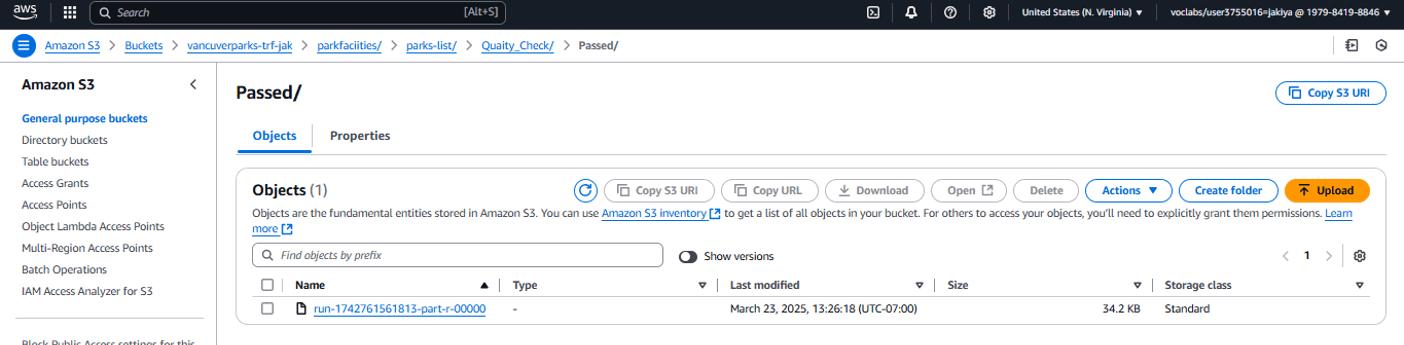 aws
Search [Alt+S] United States (N. Virginia) voclabs/user3755016=jakiya @ 1979-8419-8846
Amazon S3 Buckets vancuverparks-trf-jak parkfaciities/ parks-list/ Quaity_Check/ Passed/
Amazon S3
General purpose buckets
Directory buckets
Table buckets
Access Grants
Access Points
Object Lambda Access Points
Multi-Region Access Points
Batch Operations
IAM Access Analyzer for S3
Block Public Access settings for this
Passed/ Copy S3 URI
Objects Properties
Objects (1) Copy S3 URI Copy URL Download Open Delete Actions Create folder Upload
Objects are the fundamental entities stored in Amazon S3. You can use Amazon S3 inventory to get a list of all objects in your bucket. For others to access your objects, you'll need to explicitly grant them permissions. Learn
more
Find objects by prefix Show versions 1
Name Type Last modified Size Storage class
run-1742761561813-part-r-00000 - March 23, 2025, 13:26:18 (UTC-07:00) 34.2 KB Standard